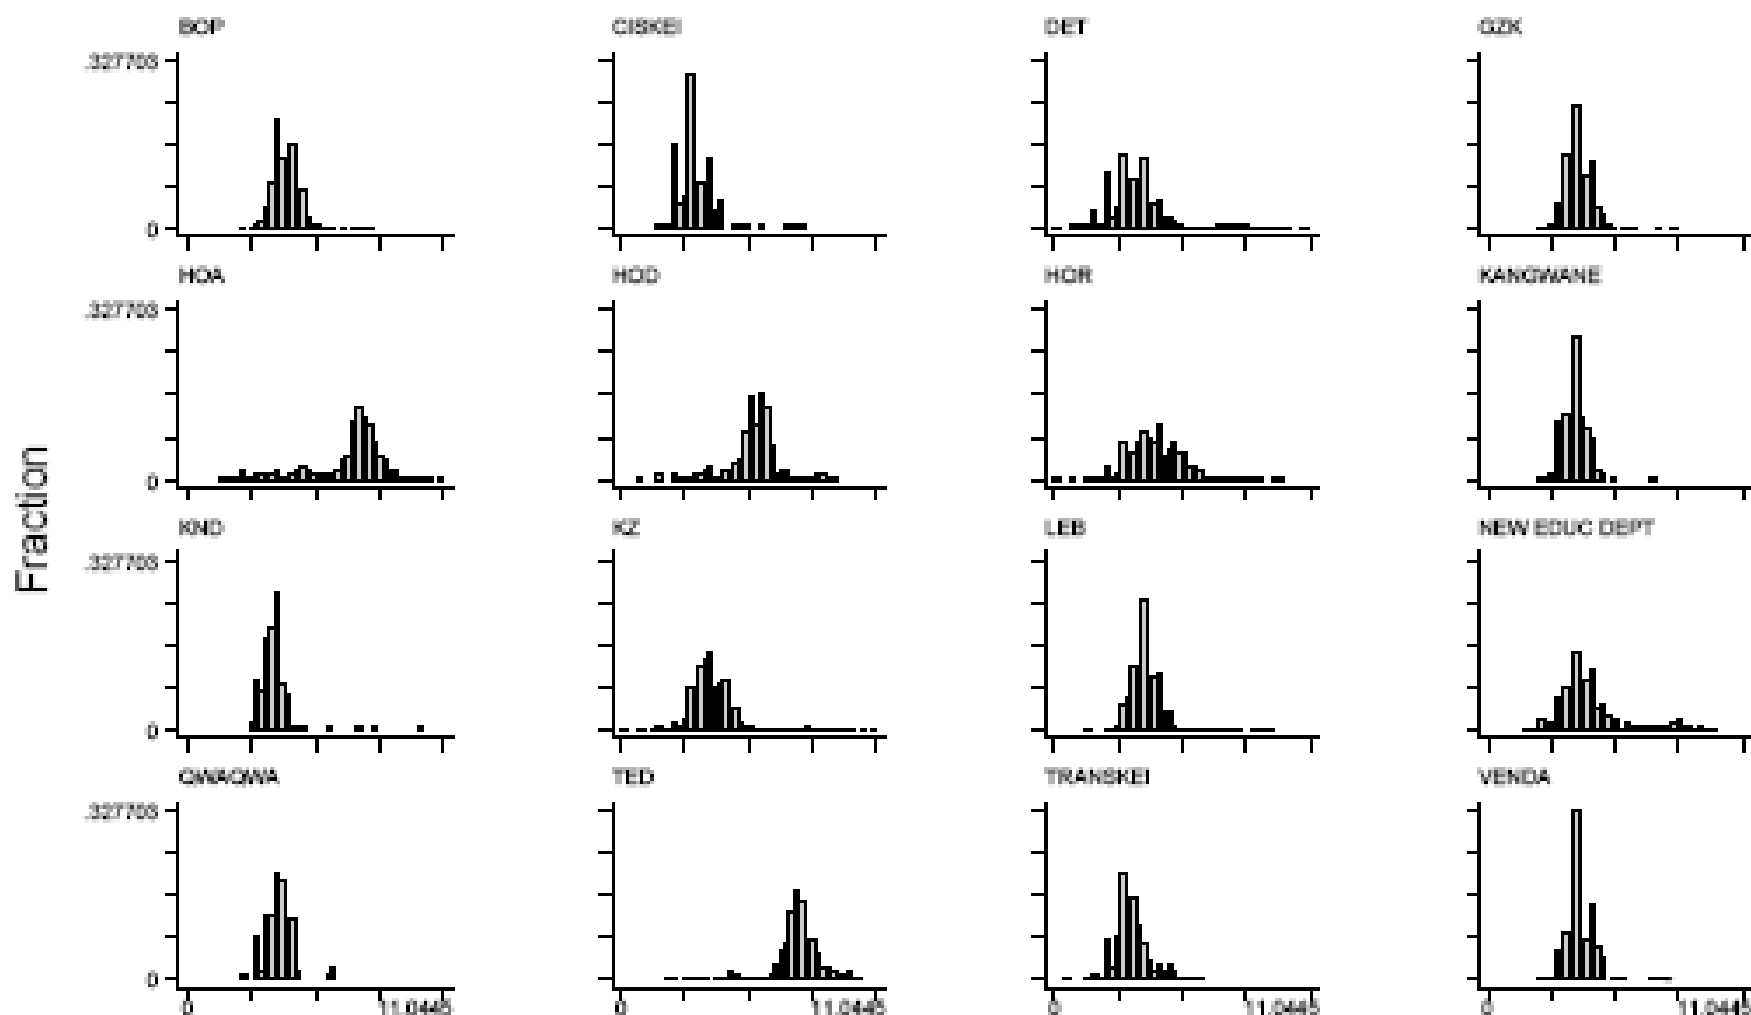 BOP CISKEI DET GZK
.327703
0
HOA HOD HOR KANGWANE
.327703
0
Fraction
KND KZ LEB NEW EDUC DEPT
.327703
0
QWAQWA TED TRANSKEI VENDA
.327703
0
0 11.0445 0 11.0445 0 11.0445 0 11.0445